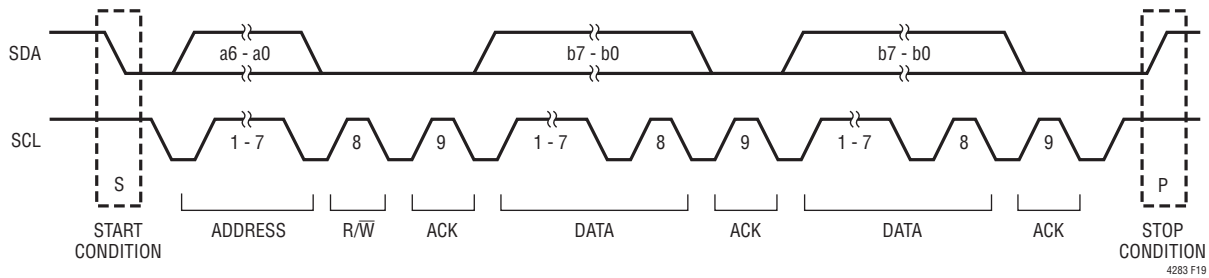 SDA
a6 - a0
b7 - b0
b7 - b0
SCL
1 - 7
8
9
1 - 7
8
9
1 - 7
8
9
S
P
START
CONDITION
ADDRESS
R/W̅
ACK
DATA
ACK
DATA
ACK
STOP
CONDITION
4283 F19